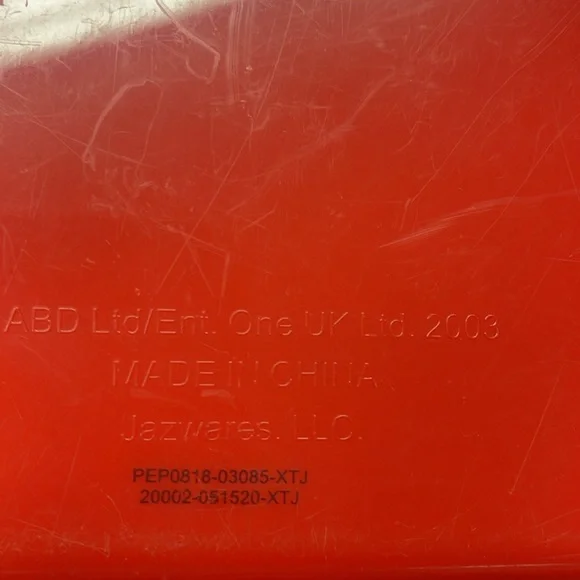 ABD Ltd/Ent. One UK Ltd. 2003
MADE IN CHINA
Jazwares, LLC.
PEP0818-03085-XTJ
20002-051520-XTJ